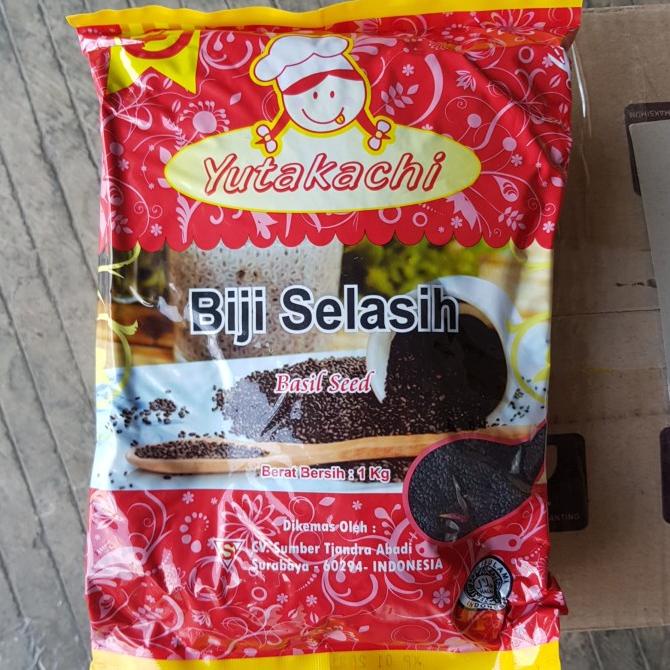 Yutakachi
Biji Selasih
Basil Seed
Berat Bersih : 1 Kg
Dikemas Oleh :
S
CV. Sumber Tjandra Abadi
Surabaya - 60294- INDONESIA